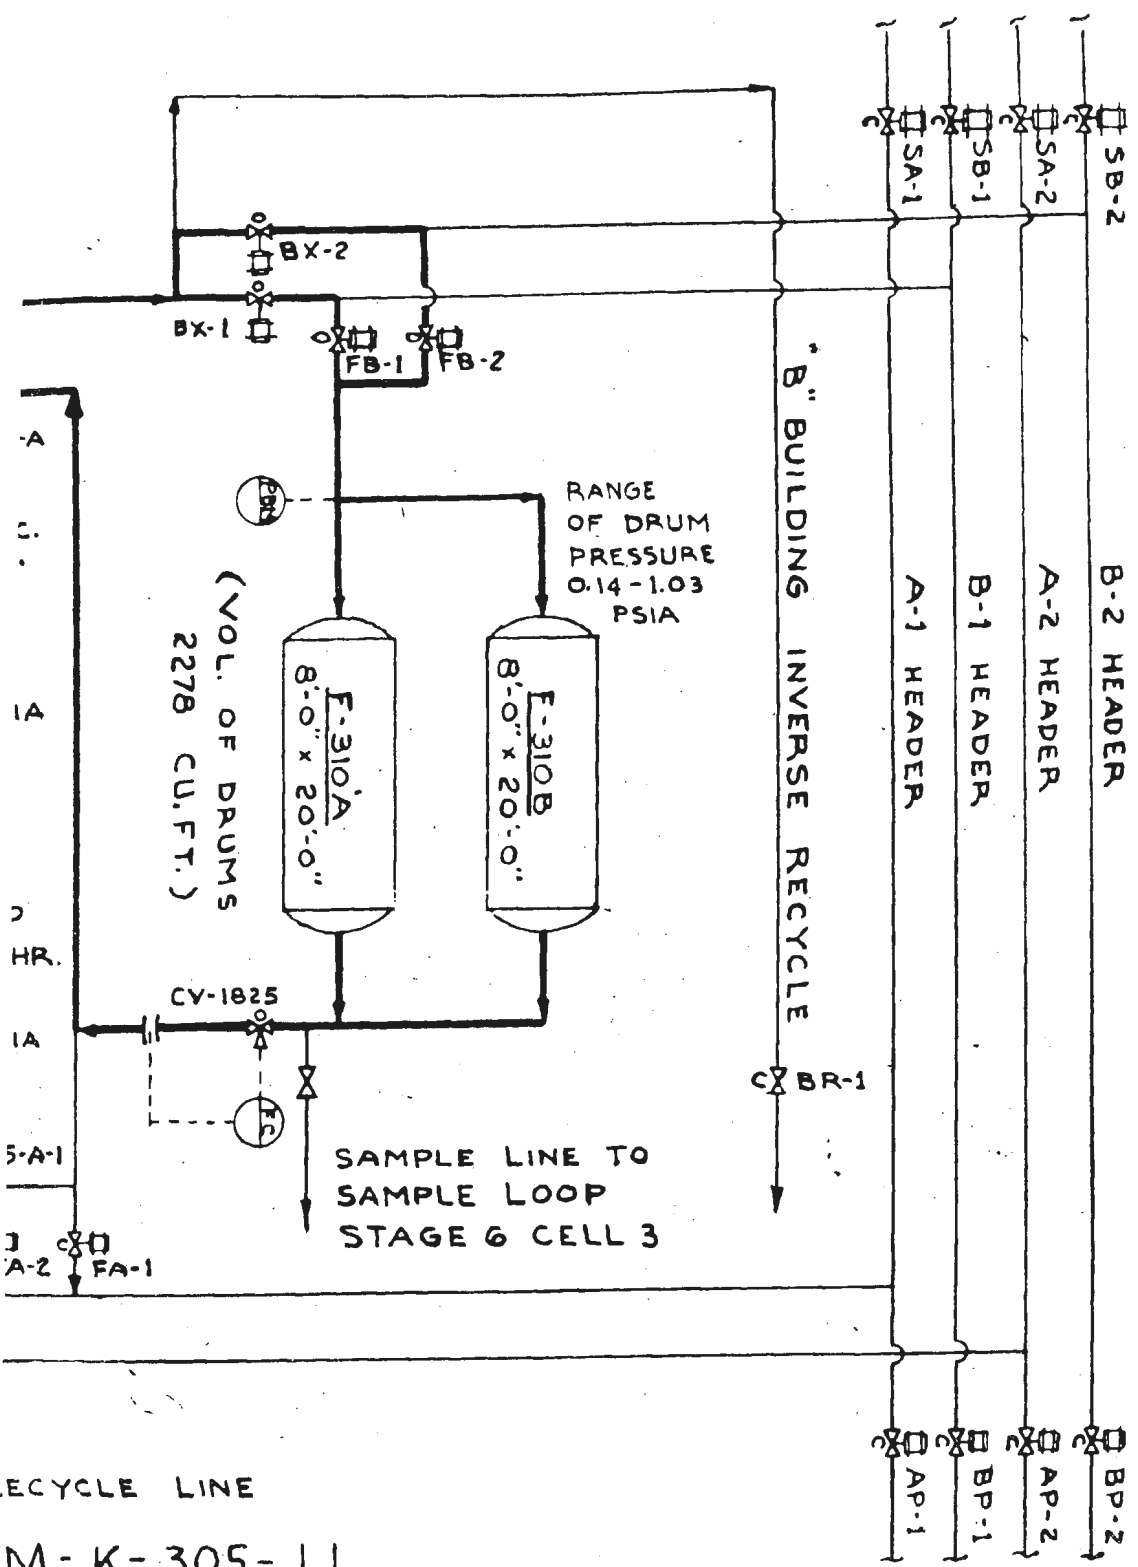 SA-1
SB-1
SA-2
SB-2
BX-2
BX-1
FB-1
FB-2
-A
RANGE
OF DRUM
PRESSURE
0.14-1.03
PSIA
(VOL. OF DRUMS
2278 CU.FT.)
F-310A
8'-0" x 20'-0"
F-310B
8'-0" x 20'-0"
"B" BUILDING INVERSE RECYCLE
A-1 HEADER
B-1 HEADER
A-2 HEADER
B-2 HEADER
IA
HR.
CV-1825
IA
FC
C BR-1
5-A-1
SAMPLE LINE TO
SAMPLE LOOP
STAGE 6 CELL 3
A-2
FA-1
AP-1
BP-1
AP-2
BP-2
ECYCLE LINE
M-K-305-11